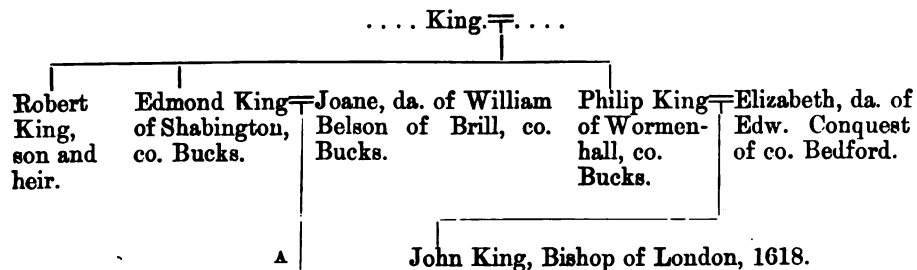 . . . . King. . . . .
Robert
King,
son and
heir.
Edmond King
of Shabington,
co. Bucks.
Joane, da. of William
Belson of Brill, co.
Bucks.
Philip King
of Wormen-
hall, co.
Bucks.
Elizabeth, da. of
Edw. Conquest
of co. Bedford.
A
John King, Bishop of London, 1618.